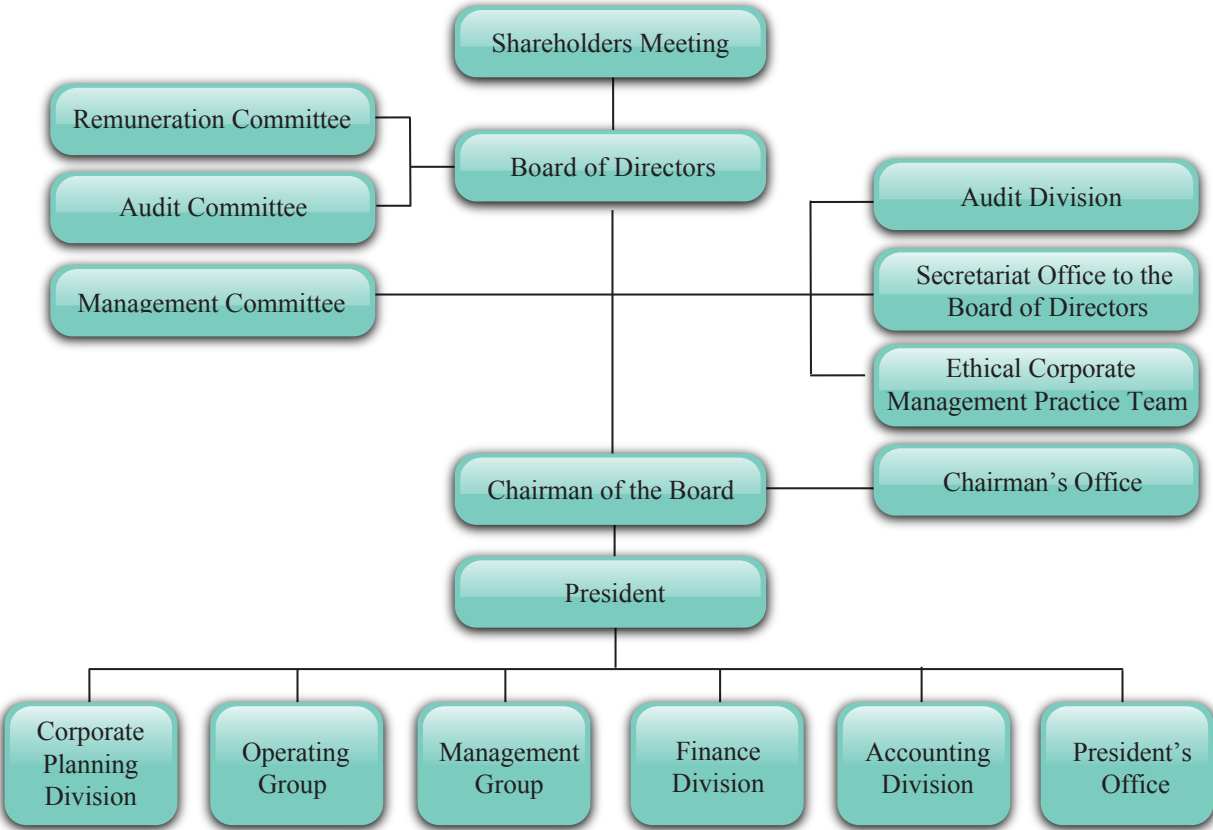 Shareholders Meeting
Remuneration Committee
Board of Directors
Audit Committee
Audit Division
Management Committee
Secretariat Office to the
Board of Directors
Ethical Corporate
Management Practice Team
Chairman of the Board
Chairman’s Office
President
Corporate
Planning
Division
Operating
Group
Management
Group
Finance
Division
Accounting
Division
President’s
Office